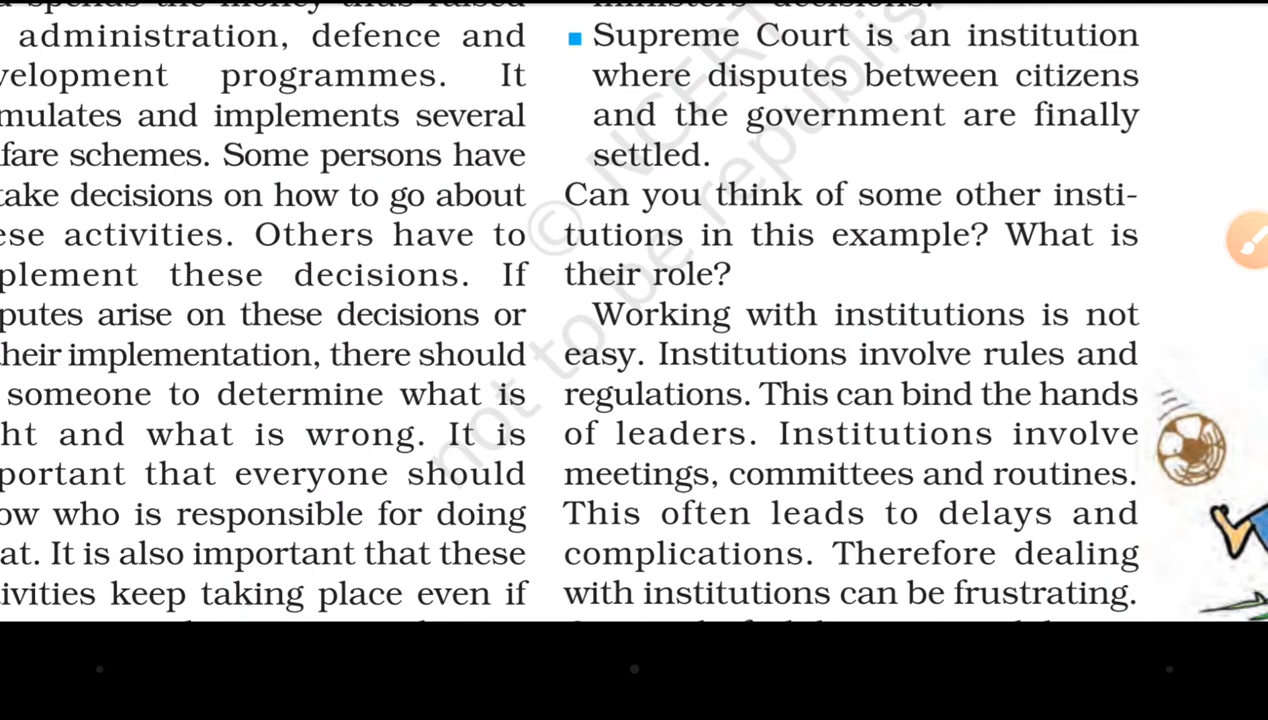 administration, defence and
velopment programmes. It
mulates and implements several
fare schemes. Some persons have
take decisions on how to go about
ese activities. Others have to
plement these decisions. If
putes arise on these decisions or
heir implementation, there should
someone to determine what is
ht and what is wrong. It is
portant that everyone should
ow who is responsible for doing
at. It is also important that these
ivities keep taking place even if
▪ Supreme Court is an institution
where disputes between citizens
and the government are finally
settled.
Can you think of some other insti-
tutions in this example? What is
their role?
Working with institutions is not
easy. Institutions involve rules and
regulations. This can bind the hands
of leaders. Institutions involve
meetings, committees and routines.
This often leads to delays and
complications. Therefore dealing
with institutions can be frustrating.
© NCERT
not to be republis